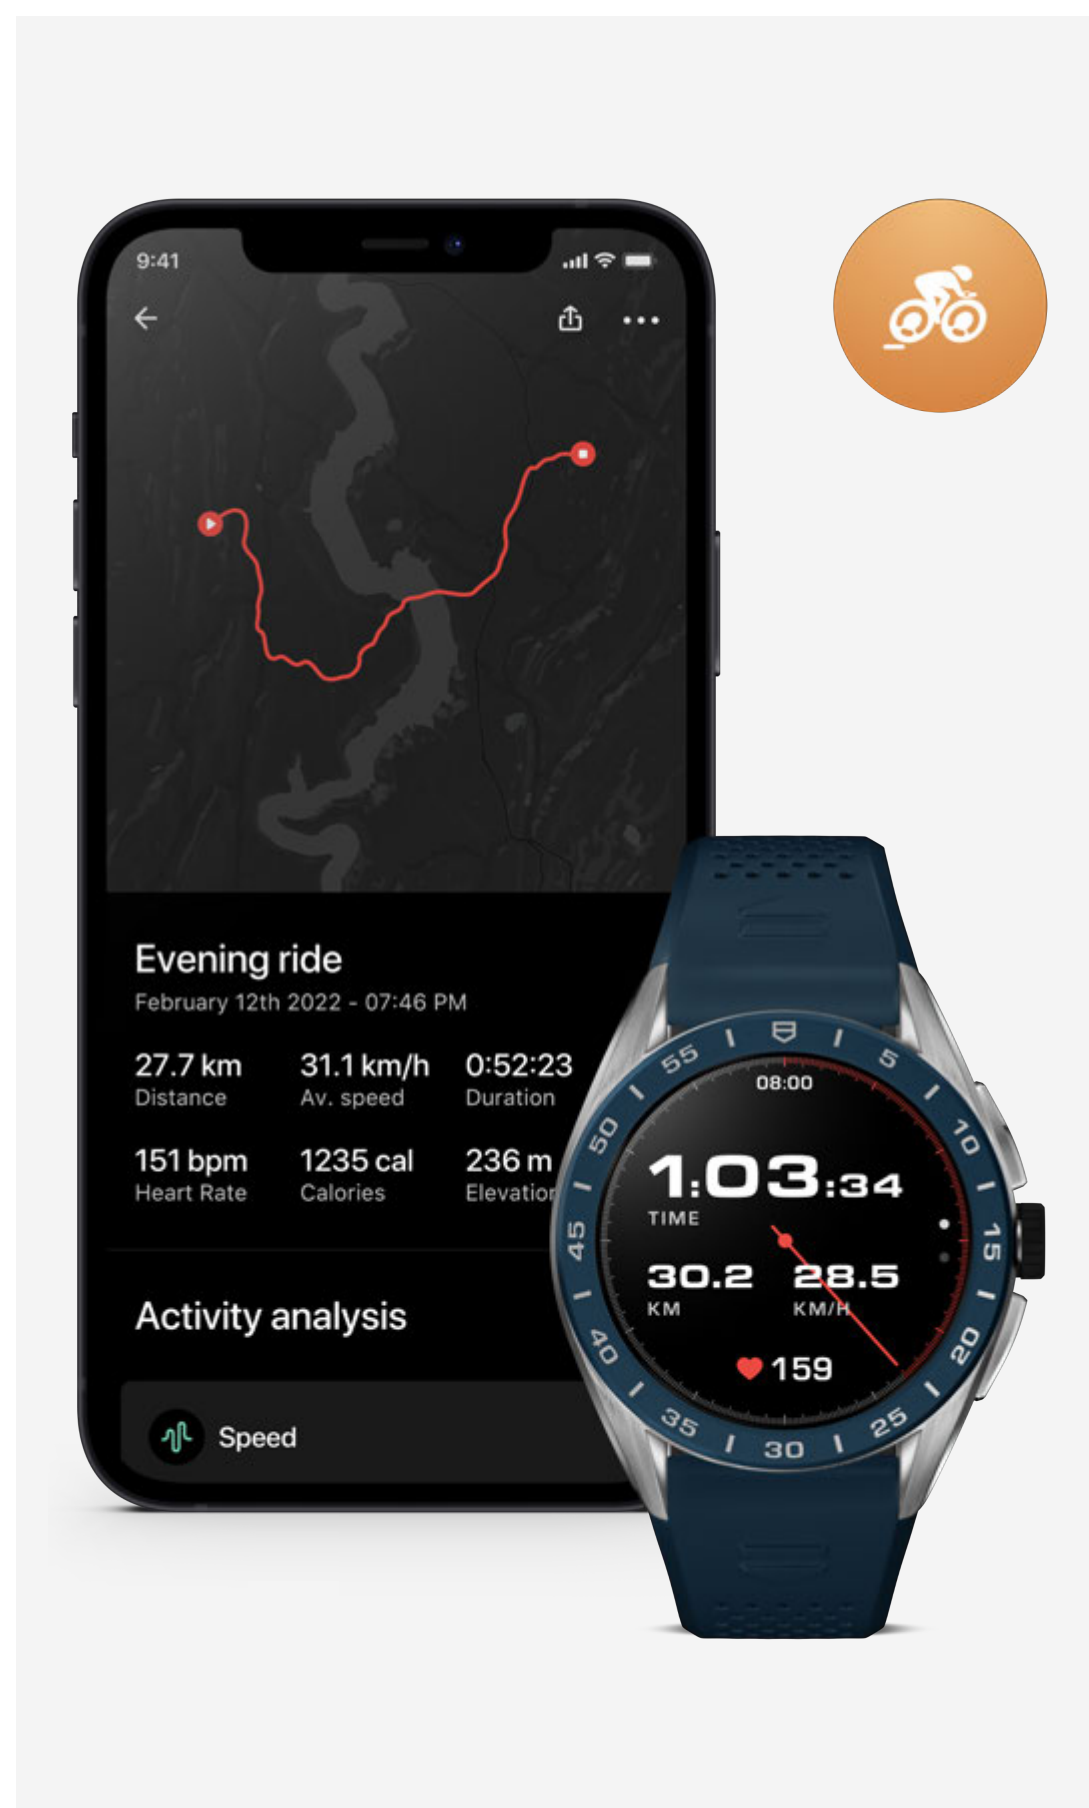 9:41
Evening ride
February 12th 2022 - 07:46 PM
27.7 km 31.1 km/h 0:52:23
Distance Av. speed Duration
151 bpm 1235 cal 236 m
Heart Rate Calories Elevation
Activity analysis
Speed
5
10
15
20
25
30
35
40
45
50
55
08:00
1:03:34
TIME
30.2 28.5
KM KM/H
159